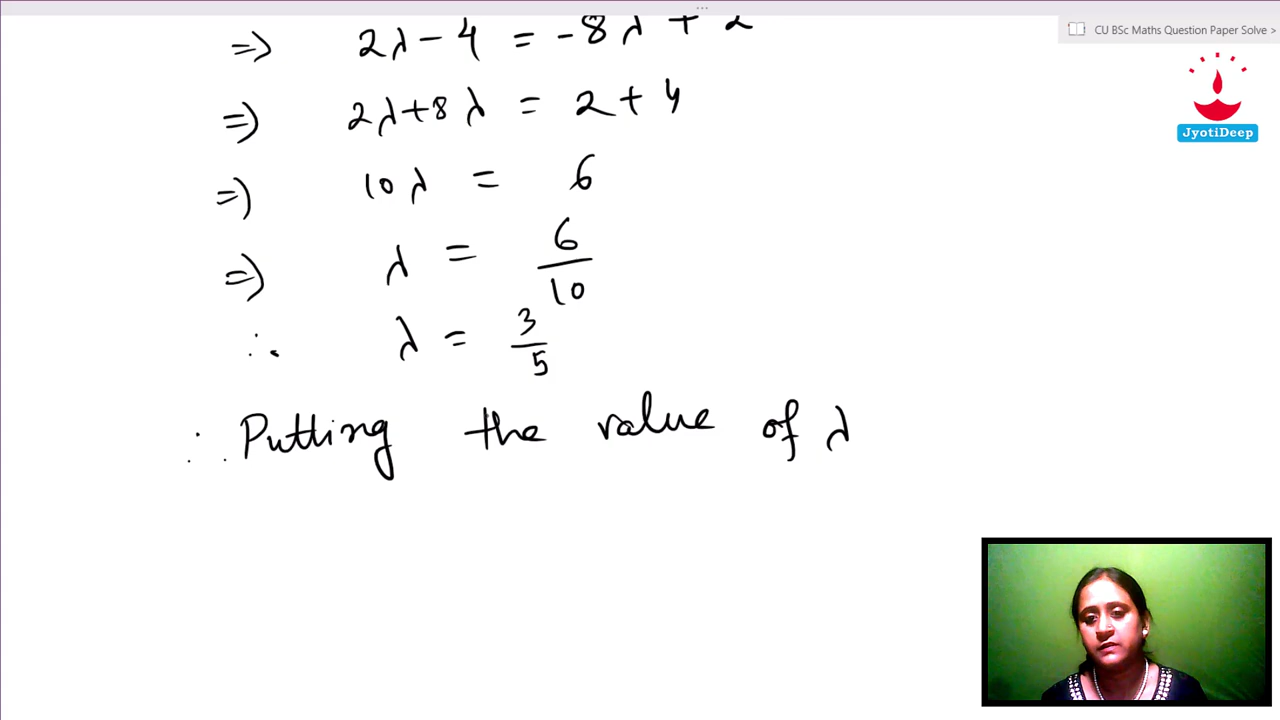 CU BSc Maths Question Paper Solve >
=> 2λ - 4 = -8λ + 2
=> 2λ + 8λ = 2 + 4
=> 10λ = 6
=> λ = 6/10
∴ λ = 3/5
∴ Putting the value of λ
JyotiDeep